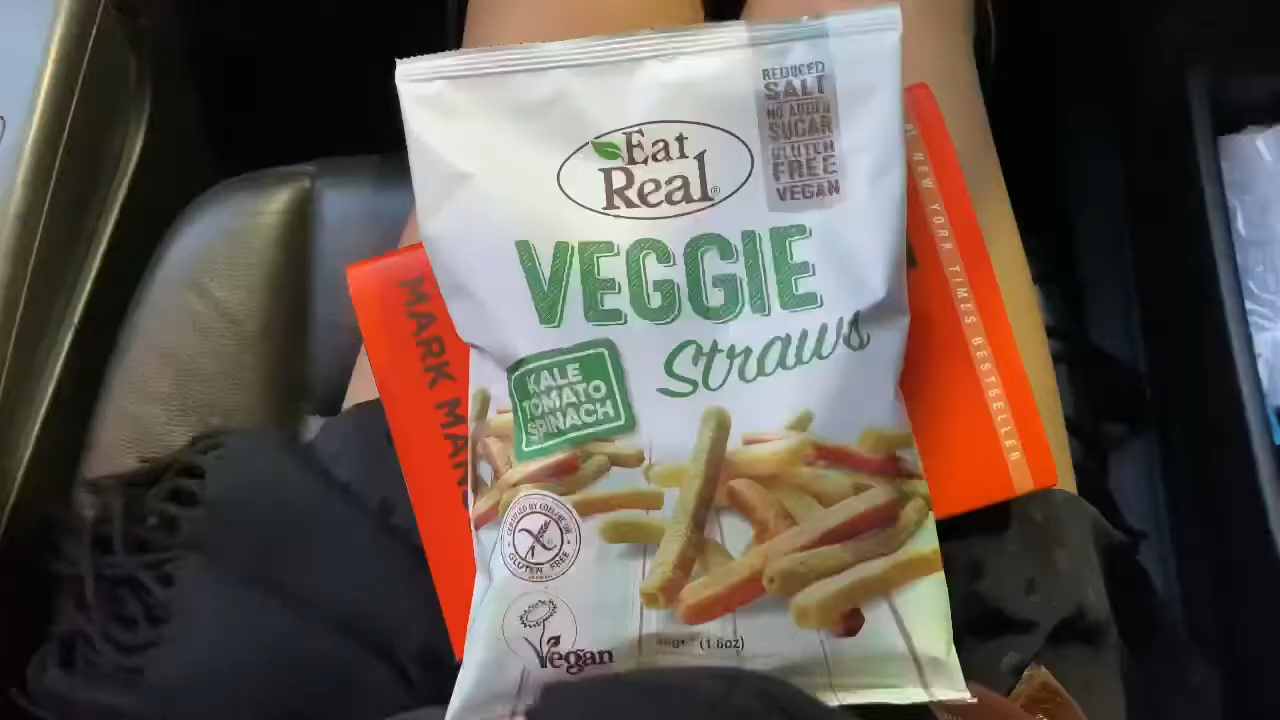 REDUCED
SALT
NO ADDED
SUGAR
GLUTEN
FREE
VEGAN
Eat
Real®
VEGGIE
Straws
KALE
TOMATO
SPINACH
GLUTEN FREE
Vegan
(1.6oz)
MARK MANS
NEW YORK TIMES BESTSELLER